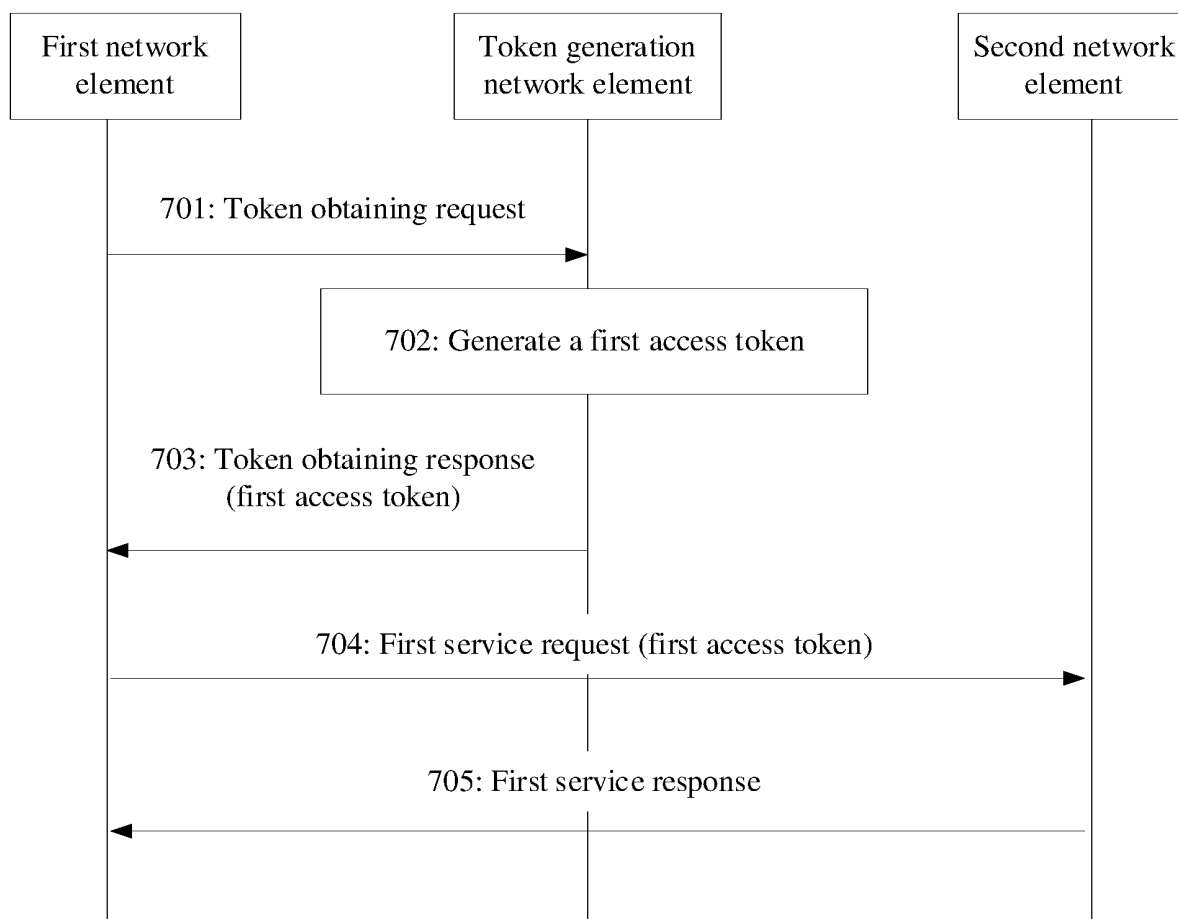 First network
element
Token generation
network element
Second network
element
701: Token obtaining request
702: Generate a first access token
703: Token obtaining response
(first access token)
704: First service request (first access token)
705: First service response